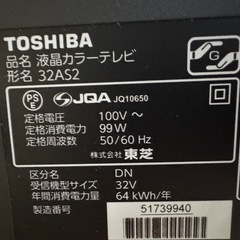 TOSHIBA
品名 液晶カラーテレビ
形名 32AS2
G
PS
E
JQA JQ10650
定格電圧 100V～
定格消費電力 99W
定格周波数 50/60 Hz
株式会社 東芝
区分名 DN
受信機型サイズ 32V
年間消費電力量 64 kWh/年
製造番号 51739940